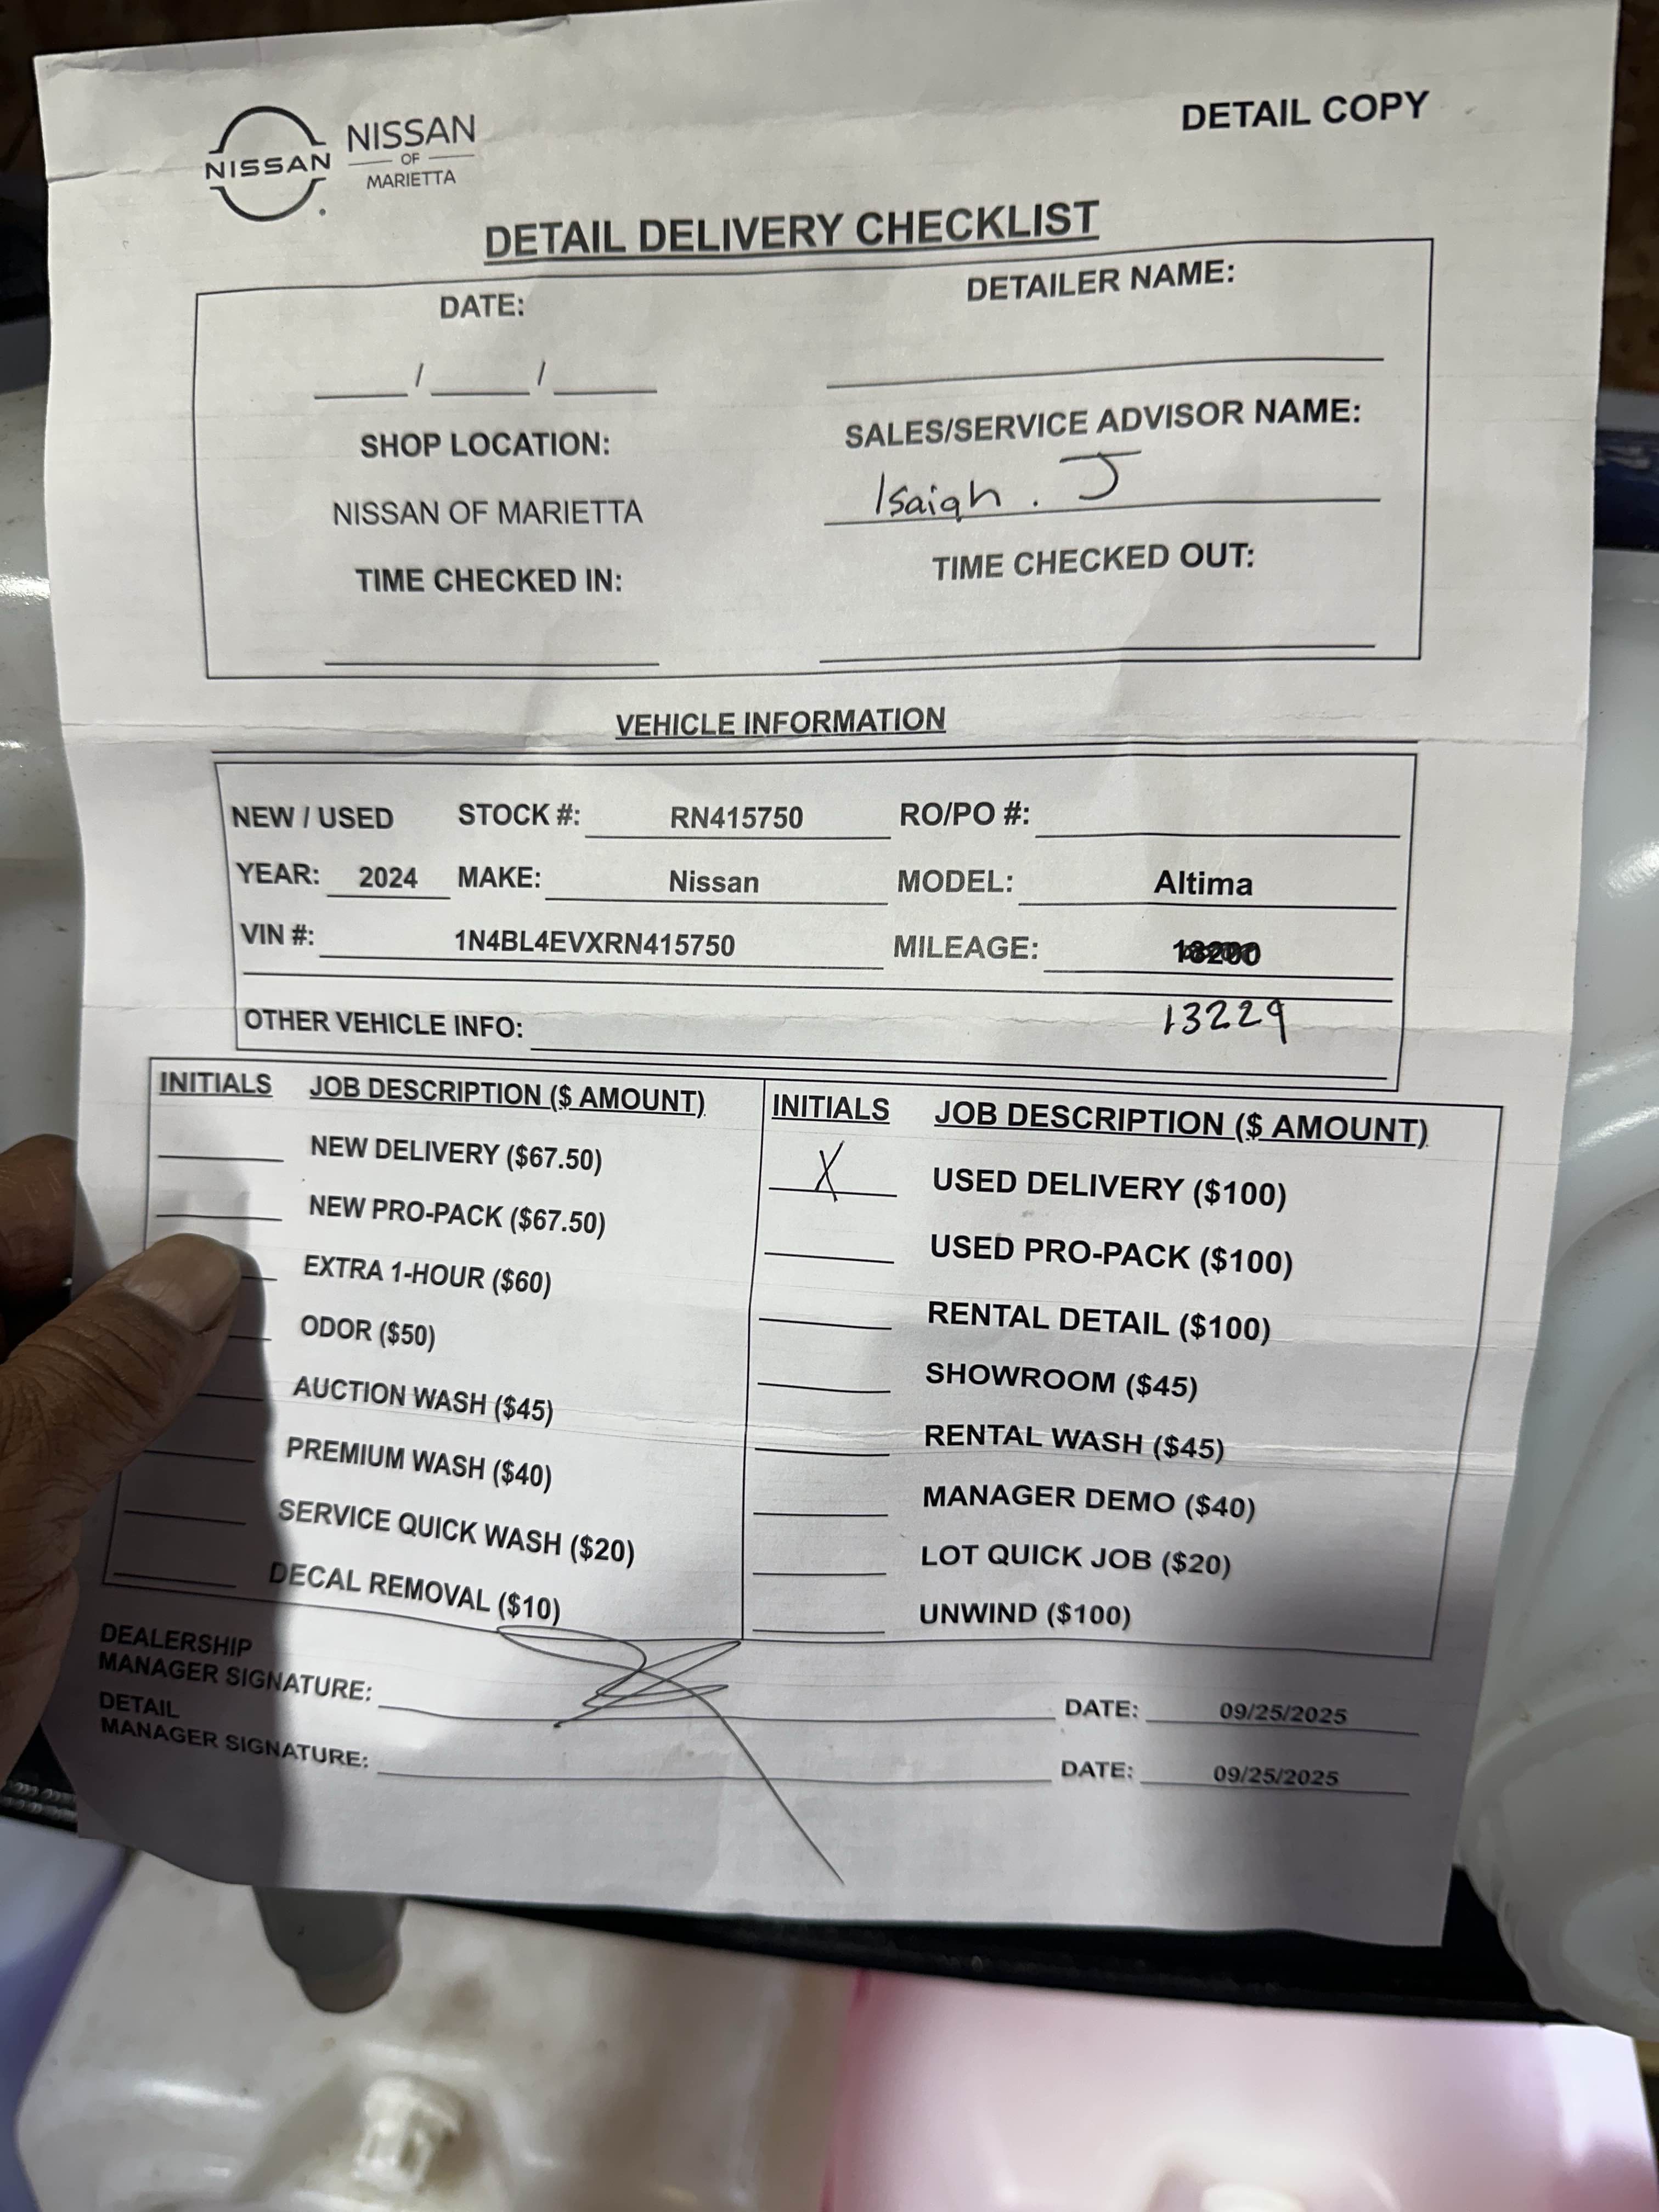 DETAIL COPY
NISSAN
NISSAN
OF
MARIETTA
DETAIL DELIVERY CHECKLIST
DATE:
DETAILER NAME:
____/____/____
SHOP LOCATION:
SALES/SERVICE ADVISOR NAME:
NISSAN OF MARIETTA
Isaiah. J
TIME CHECKED IN:
TIME CHECKED OUT:
VEHICLE INFORMATION
NEW / USED STOCK #: RN415750 RO/PO #:
YEAR: 2024 MAKE: Nissan MODEL: Altima
VIN #: 1N4BL4EVXRN415750 MILEAGE:
13229
OTHER VEHICLE INFO:
INITIALS JOB DESCRIPTION ($ AMOUNT)
NEW DELIVERY ($67.50)
NEW PRO-PACK ($67.50)
EXTRA 1-HOUR ($60)
ODOR ($50)
AUCTION WASH ($45)
PREMIUM WASH ($40)
SERVICE QUICK WASH ($20)
DECAL REMOVAL ($10)
INITIALS JOB DESCRIPTION ($ AMOUNT)
X USED DELIVERY ($100)
USED PRO-PACK ($100)
RENTAL DETAIL ($100)
SHOWROOM ($45)
RENTAL WASH ($45)
MANAGER DEMO ($40)
LOT QUICK JOB ($20)
UNWIND ($100)
DEALERSHIP
MANAGER SIGNATURE: DATE: 09/25/2025
DETAIL
MANAGER SIGNATURE: DATE: 09/25/2025